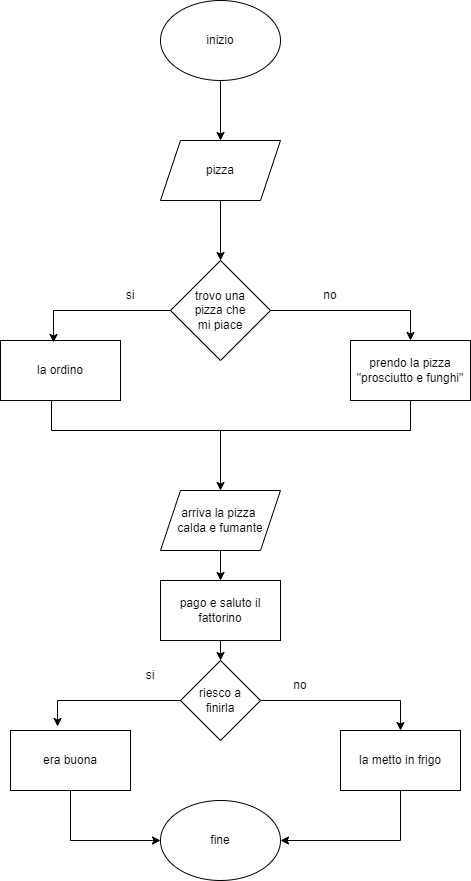 inizio
pizza
trovo una
pizza che
mi piace
si
no
la ordino
prendo la pizza
"prosciutto e funghi"
arriva la pizza
calda e fumante
pago e saluto il
fattorino
riesco a
finirla
si
no
era buona
la metto in frigo
fine